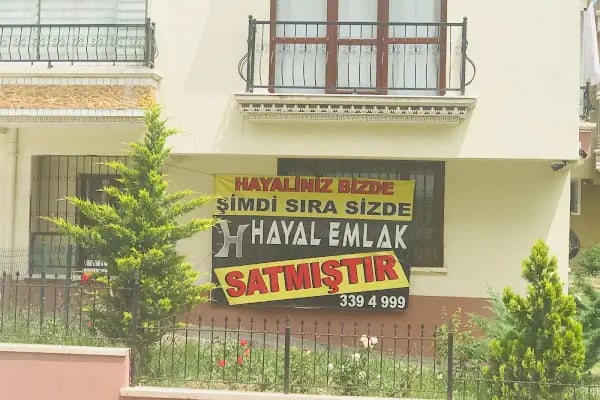 HAYALİNİZ BİZDE
ŞİMDİ SIRA SİZDE
H HAYAL EMLAK
SATMIŞTIR
339 4 999